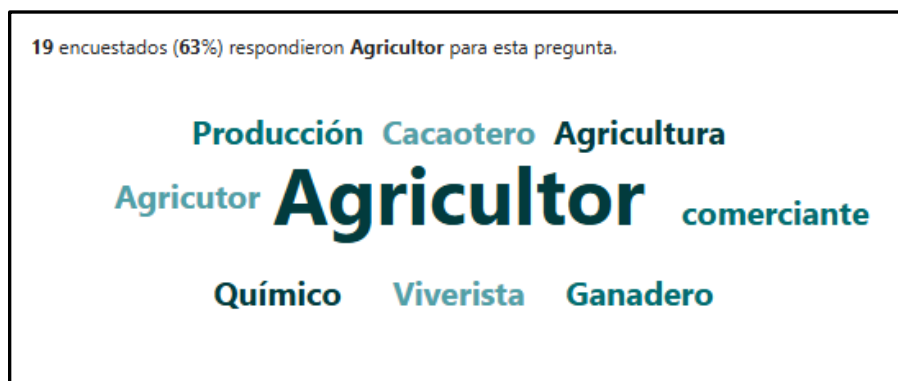 19 encuestados (63%) respondieron Agricultor para esta pregunta.
Producción Cacaotero Agricultura
Agricutor Agricultor comerciante
Químico Viverista Ganadero